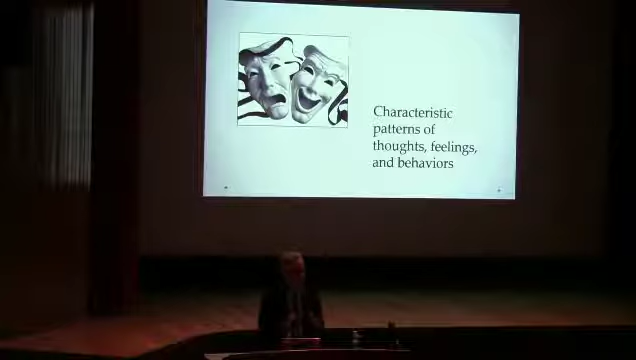 Characteristic
patterns of
thoughts, feelings,
and behaviors